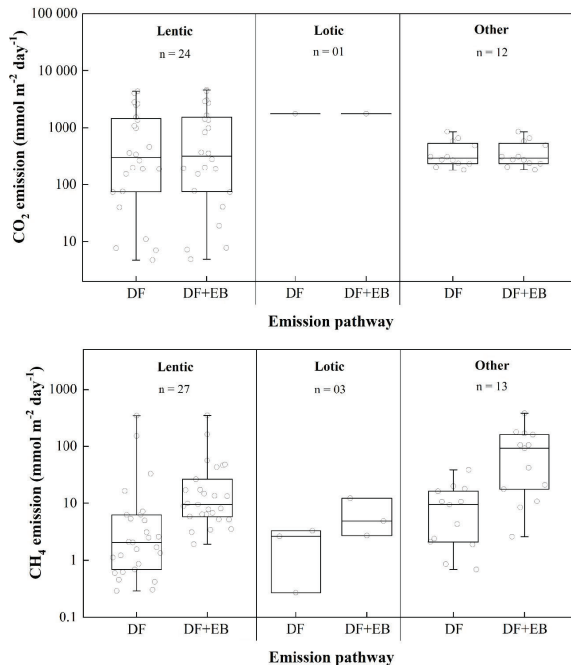 100 000
10 000
1000
100
10
CO2 emission (mmol m-2 day-1)
Lentic
n = 24
Lotic
n = 01
Other
n = 12
DF DF+EB DF DF+EB DF DF+EB
Emission pathway
1000
100
10
1
0.1
CH4 emission (mmol m-2 day-1)
Lentic
n = 27
Lotic
n = 03
Other
n = 13
DF DF+EB DF DF+EB DF DF+EB
Emission pathway